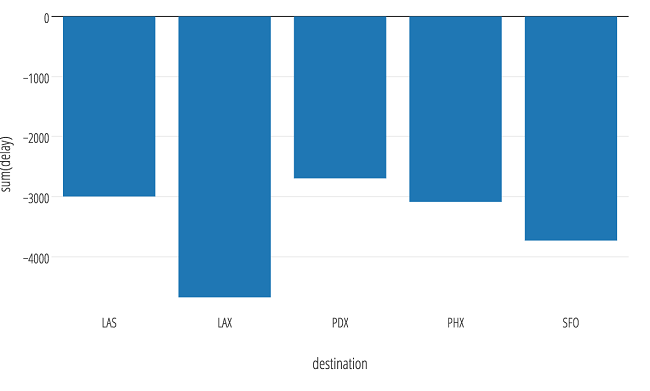 sum(delay)
0
−1000
−2000
−3000
−4000
LAS LAX PDX PHX SFO
destination